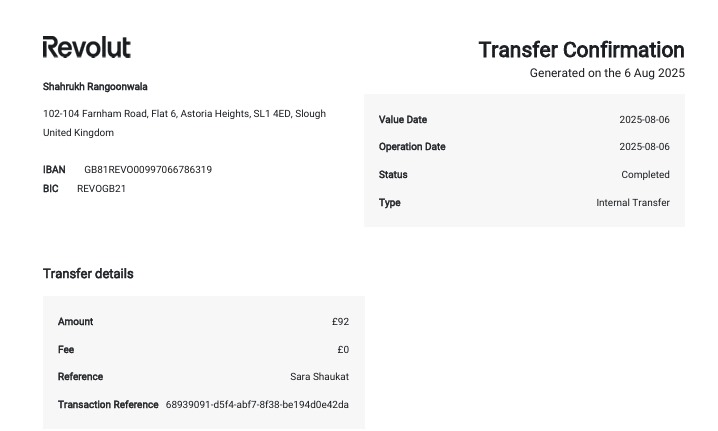 Revolut
Transfer Confirmation
Generated on the 6 Aug 2025
Shahrukh Rangoonwala
102-104 Farnham Road, Flat 6, Astoria Heights, SL1 4ED, Slough
United Kingdom
IBAN GB81REVO00997066786319
BIC REVOGB21
Value Date 2025-08-06
Operation Date 2025-08-06
Status Completed
Type Internal Transfer
Transfer details
Amount £92
Fee £0
Reference Sara Shaukat
Transaction Reference 68939091-d5f4-abf7-8f38-be194d0e42da